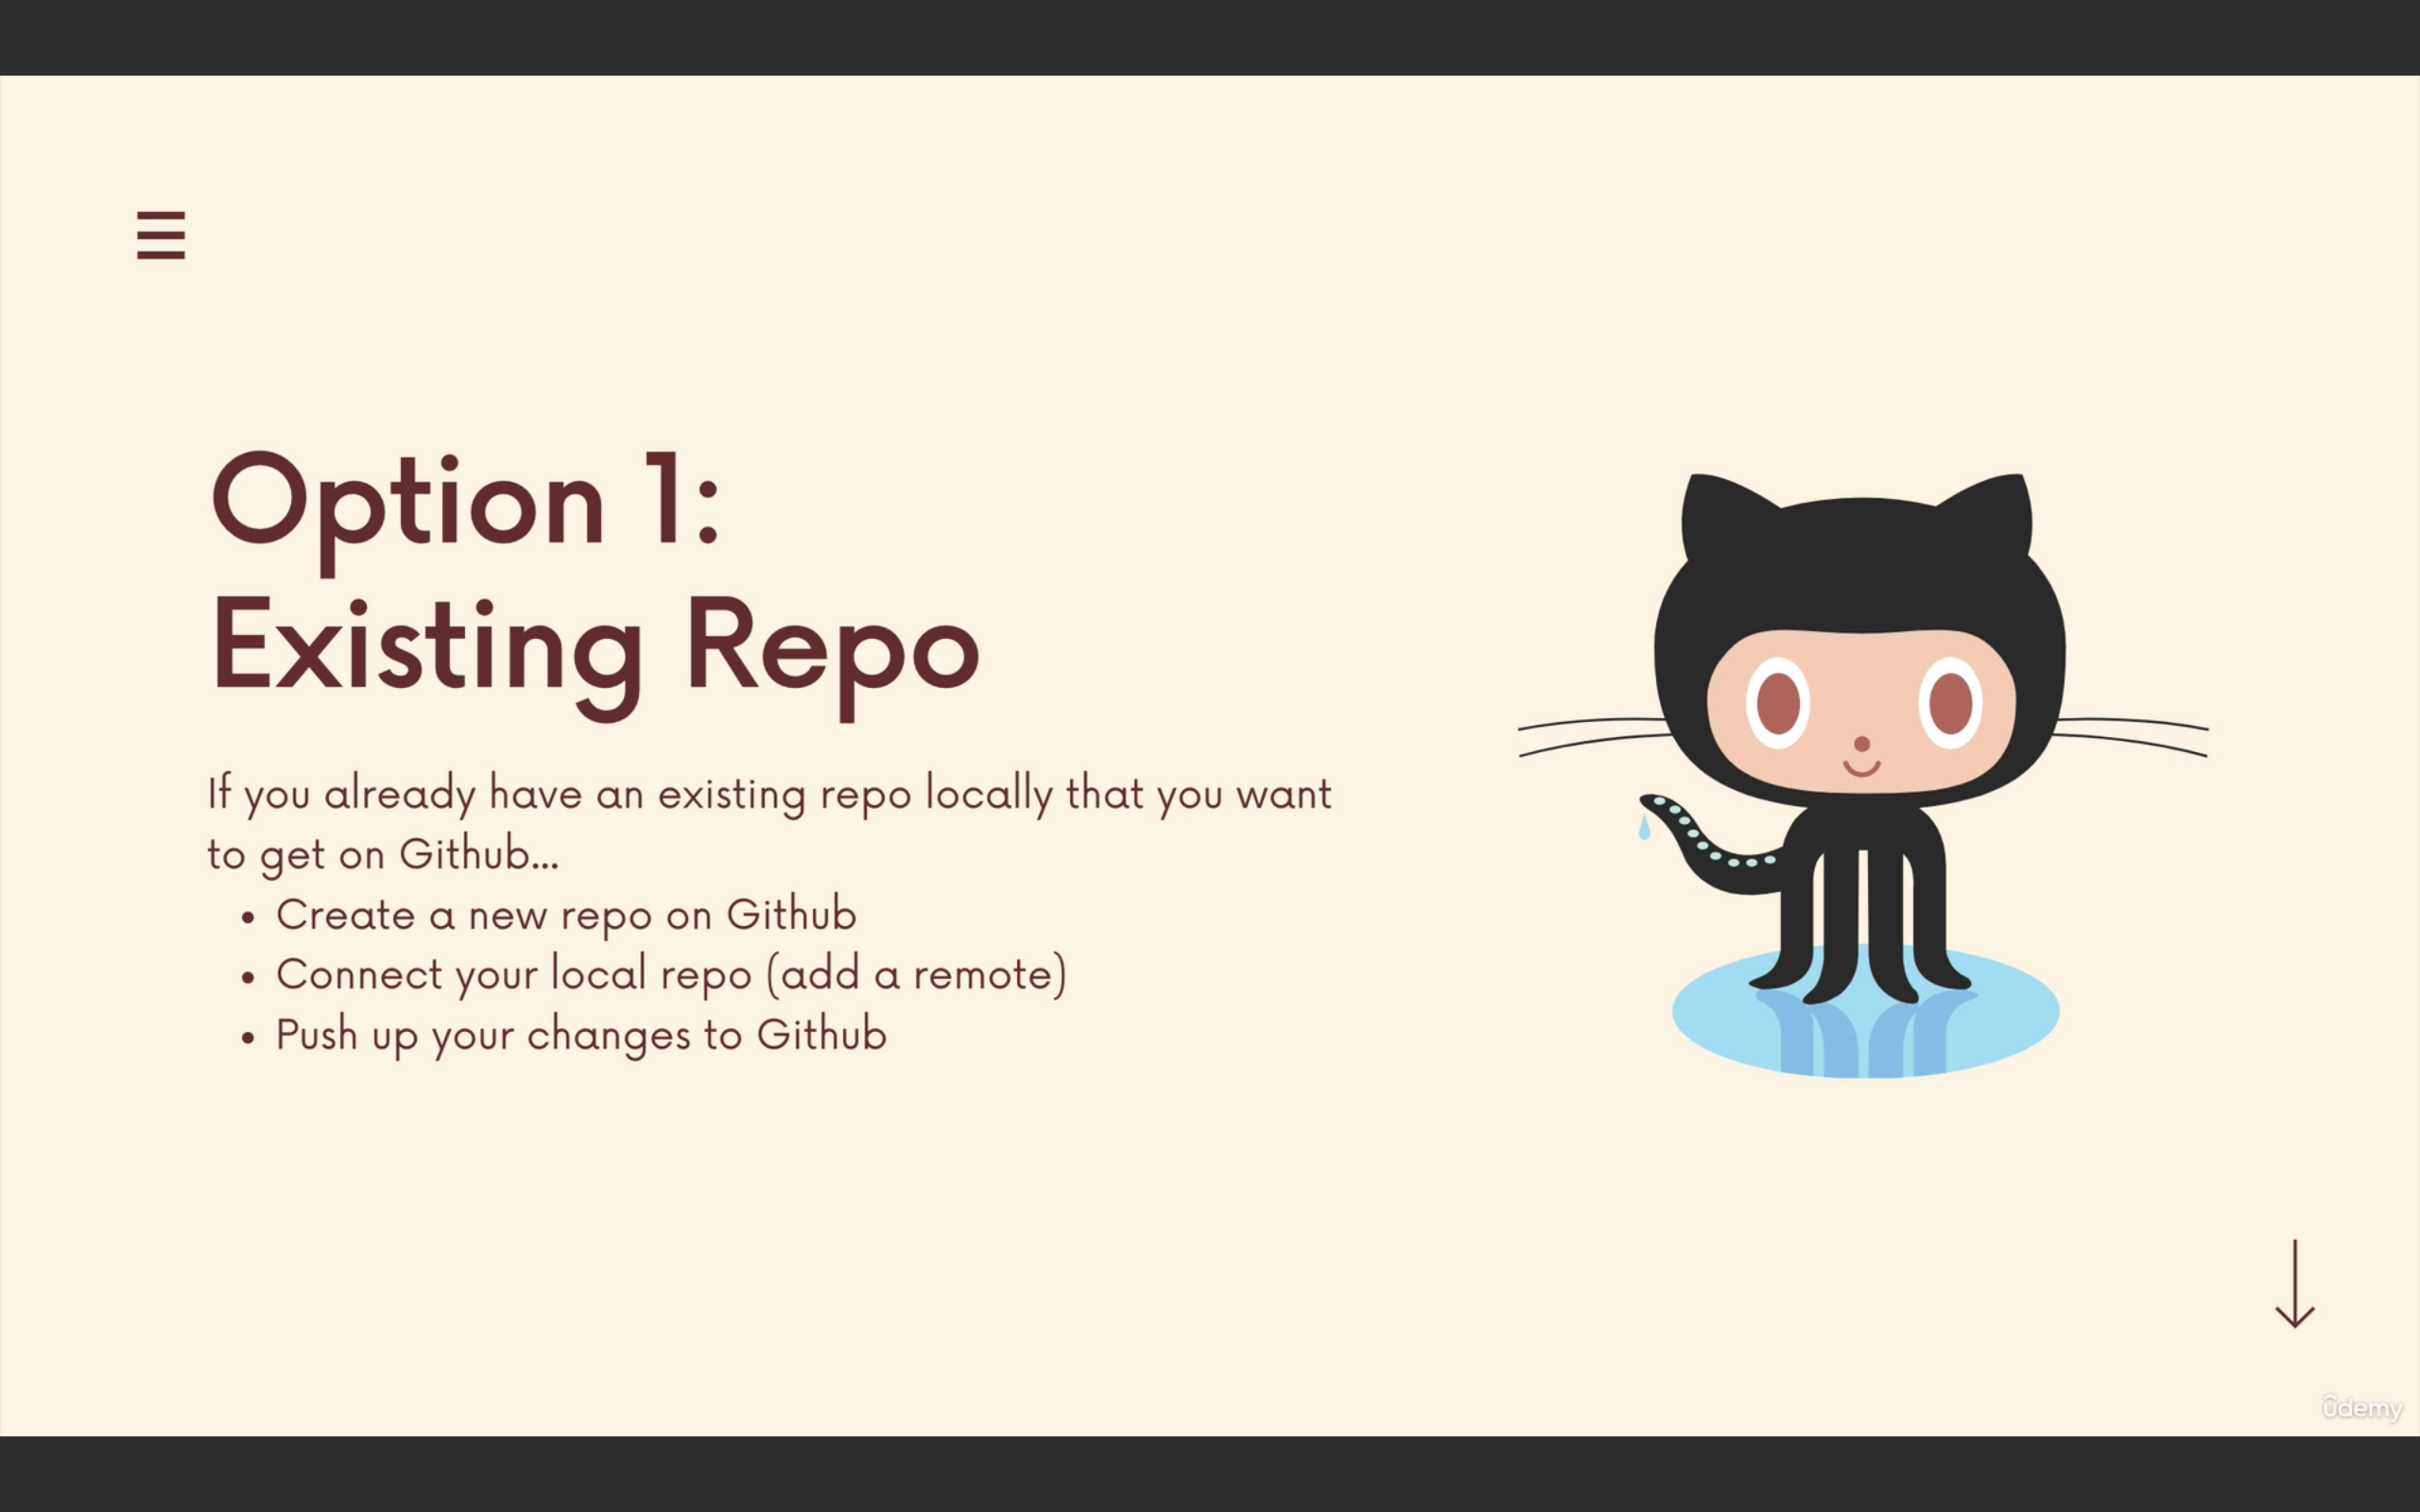 Option 1:
Existing Repo
If you already have an existing repo locally that you want
to get on Github...
• Create a new repo on Github
• Connect your local repo (add a remote)
• Push up your changes to Github
ûdemy